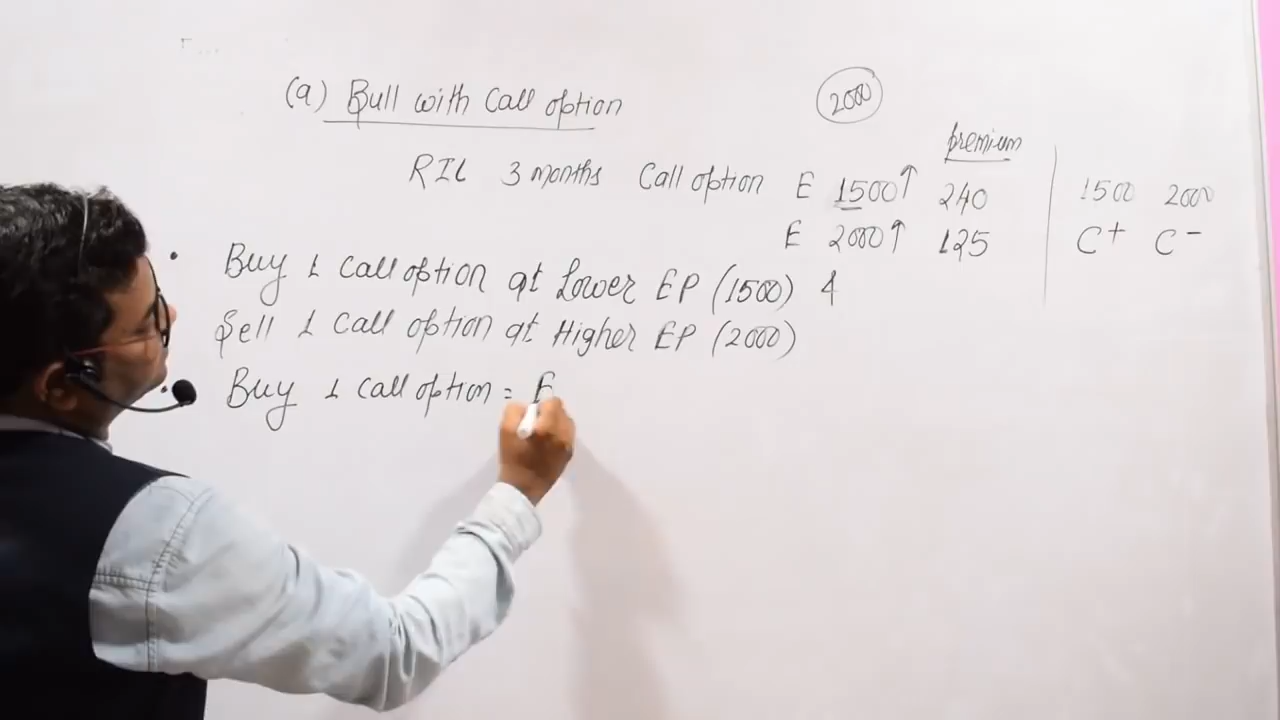 (a) Bull with Call option
2000
premium
RIL 3 months Call option E 1500↑ 240
E 2000↑ 125
1500 2000
C+ C-
Buy 1 Call option at Lower EP (1500) &
Sell 1 Call option at Higher EP (2000)
Buy 1 Call option = E